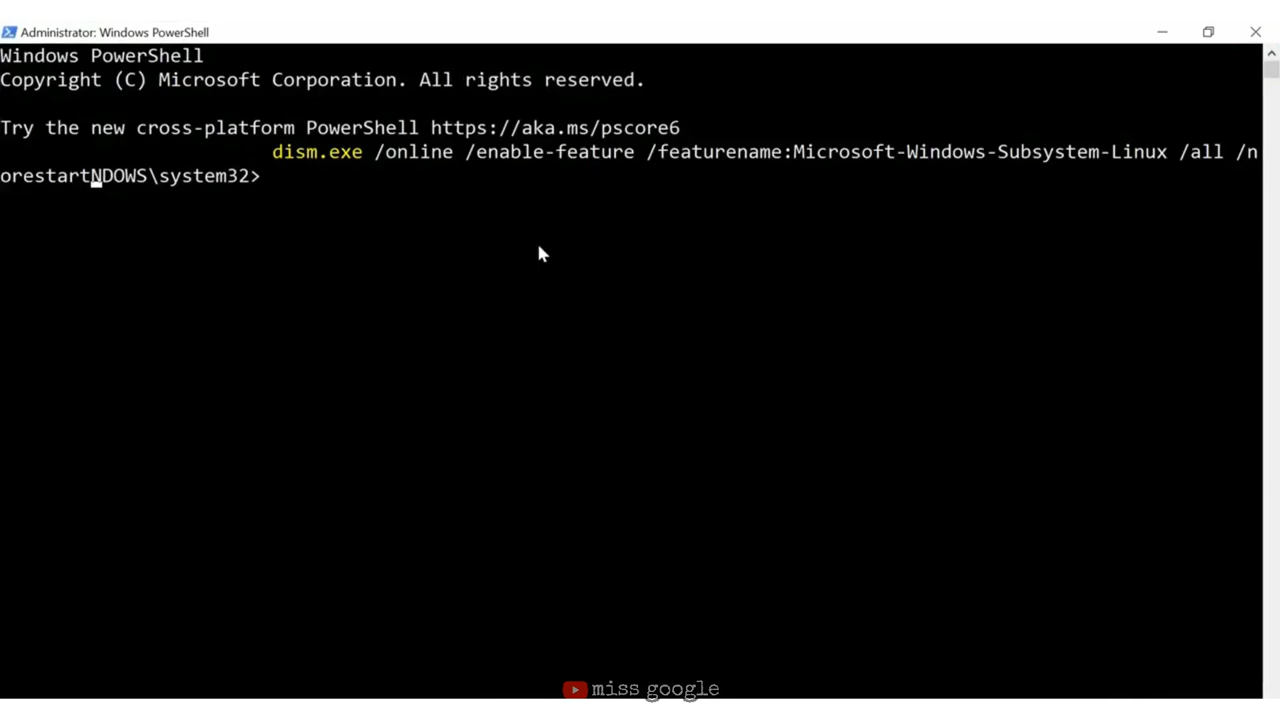 Administrator: Windows PowerShell
Windows PowerShell
Copyright (C) Microsoft Corporation. All rights reserved.
Try the new cross-platform PowerShell https://aka.ms/pscore6
dism.exe /online /enable-feature /featurename:Microsoft-Windows-Subsystem-Linux /all /n
orestartNDOWS\system32>
miss google